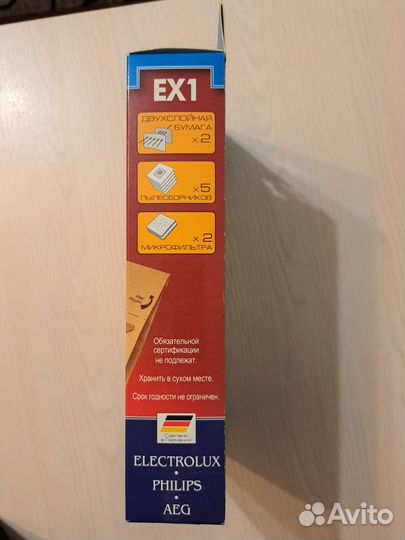 EX1
ДВУХСЛОЙНАЯ
БУМАГА
x2
x5
ПЫЛЕСБОРНИКОВ
x2
МИКРОФИЛЬТРА
Обязательной
сертификации
не подлежат.
Хранить в сухом месте.
Срок годности не ограничен.
Сделано
в Германии
ELECTROLUX
•
PHILIPS
•
AEG
Avito